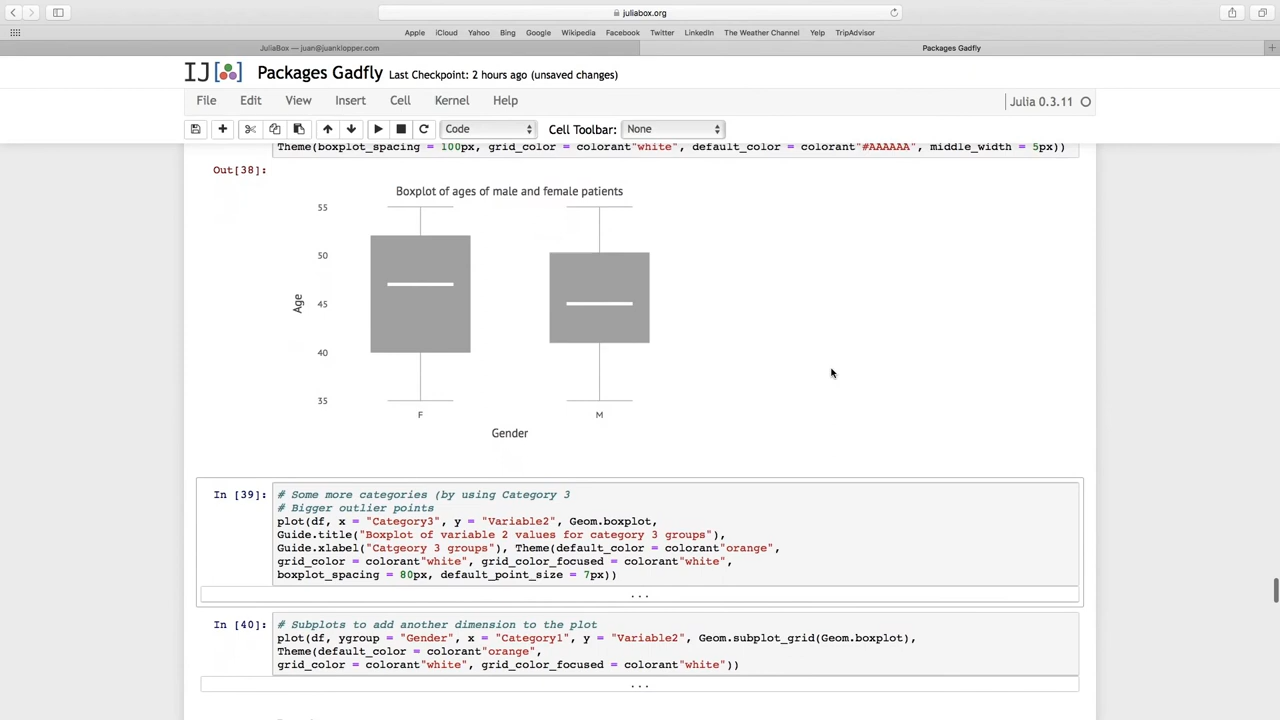 juliabox.org
Apple iCloud Yahoo Bing Google Wikipedia Facebook Twitter LinkedIn The Weather Channel Yelp TripAdvisor
JuliaBox — juan@juanklopper.com
Packages Gadfly
IJ[ ] Packages Gadfly Last Checkpoint: 2 hours ago (unsaved changes)
File Edit View Insert Cell Kernel Help
Julia 0.3.11
Code
Cell Toolbar: None
Theme(boxplot_spacing = 100px, grid_color = colorant"white", default_color = colorant"#AAAAAA", middle_width = 5px))
Out[38]:
Boxplot of ages of male and female patients
55
50
45
40
35
Age
F M
Gender
In [39]: # Some more categories (by using Category 3
# Bigger outlier points
plot(df, x = "Category3", y = "Variable2", Geom.boxplot,
Guide.title("Boxplot of variable 2 values for category 3 groups"),
Guide.xlabel("Catgeory 3 groups"), Theme(default_color = colorant"orange",
grid_color = colorant"white", grid_color_focused = colorant"white",
boxplot_spacing = 80px, default_point_size = 7px))
...
In [40]: # Subplots to add another dimension to the plot
plot(df, ygroup = "Gender", x = "Category1", y = "Variable2", Geom.subplot_grid(Geom.boxplot),
Theme(default_color = colorant"orange",
grid_color = colorant"white", grid_color_focused = colorant"white"))
...